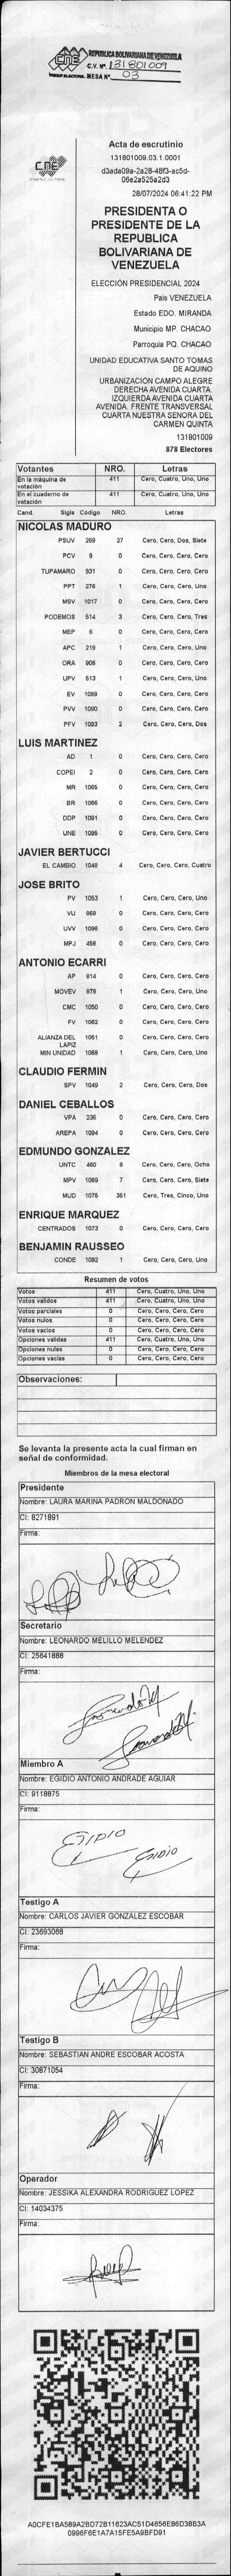 CNE
REPUBLICA BOLIVARIANA DE VENEZUELA
C.V. Nº. 131801009
MESA Nº. 03
CNE
Acta de escrutinio
131801009.03.1.0001
d3ada09a-2a28-48f3-ac5d-
06e2a525a2d3
28/07/2024 06:41:22 PM
PRESIDENTA O
PRESIDENTE DE LA
REPUBLICA
BOLIVARIANA DE
VENEZUELA
ELECCIÓN PRESIDENCIAL 2024
Pais VENEZUELA
Estado EDO. MIRANDA
Municipio MP. CHACAO
Parroquia PQ. CHACAO
UNIDAD EDUCATIVA SANTO TOMAS
DE AQUINO
URBANIZACION CAMPO ALEGRE
DERECHA AVENIDA CUARTA.
IZQUIERDA AVENIDA CUARTA
AVENIDA. FRENTE TRANSVERSAL
CUARTA NUESTRA SENORA DEL
CARMEN QUINTA
131801009
878 Electores
Votantes NRO. Letras
En la máquina de votación 411 Cero, Cuatro, Uno, Uno
En el cuaderno de votación 411 Cero, Cuatro, Uno, Uno
Cand. Sigla Código NRO. Letras
NICOLAS MADURO
PSUV 269 27 Cero, Cero, Dos, Siete
PCV 9 0 Cero, Cero, Cero, Cero
TUPAMARO 931 0 Cero, Cero, Cero, Cero
PPT 276 1 Cero, Cero, Cero, Uno
MSV 1017 0 Cero, Cero, Cero, Cero
PODEMOS 514 3 Cero, Cero, Cero, Tres
MEP 6 0 Cero, Cero, Cero, Cero
APC 219 1 Cero, Cero, Cero, Uno
ORA 906 0 Cero, Cero, Cero, Cero
UPV 513 1 Cero, Cero, Cero, Uno
EV 1089 0 Cero, Cero, Cero, Cero
PVV 1090 0 Cero, Cero, Cero, Cero
PFV 1093 2 Cero, Cero, Cero, Dos
LUIS MARTINEZ
AD 1 0 Cero, Cero, Cero, Cero
COPEI 2 0 Cero, Cero, Cero, Cero
MR 1065 0 Cero, Cero, Cero, Cero
BR 1066 0 Cero, Cero, Cero, Cero
DDP 1091 0 Cero, Cero, Cero, Cero
UNE 1095 0 Cero, Cero, Cero, Cero
JAVIER BERTUCCI
EL CAMBIO 1048 4 Cero, Cero, Cero, Cuatro
JOSE BRITO
PV 1053 1 Cero, Cero, Cero, Uno
VU 868 0 Cero, Cero, Cero, Cero
UVV 1096 0 Cero, Cero, Cero, Cero
MPJ 458 0 Cero, Cero, Cero, Cero
ANTONIO ECARRI
AP 814 0 Cero, Cero, Cero, Cero
MOVEV 878 1 Cero, Cero, Cero, Uno
CMC 1050 0 Cero, Cero, Cero, Cero
FV 1062 0 Cero, Cero, Cero, Cero
ALIANZA DEL LAPIZ 1051 0 Cero, Cero, Cero, Cero
MIN UNIDAD 1068 1 Cero, Cero, Cero, Uno
CLAUDIO FERMIN
SPV 1049 2 Cero, Cero, Cero, Dos
DANIEL CEBALLOS
VPA 236 0 Cero, Cero, Cero, Cero
AREPA 1094 0 Cero, Cero, Cero, Cero
EDMUNDO GONZALEZ
UNTC 460 8 Cero, Cero, Cero, Ocho
MPV 1069 7 Cero, Cero, Cero, Siete
MUD 1075 351 Cero, Tres, Cinco, Uno
ENRIQUE MARQUEZ
CENTRADOS 1073 0 Cero, Cero, Cero, Cero
BENJAMIN RAUSSEO
CONDE 1092 1 Cero, Cero, Cero, Uno
Resumen de votos
Votos 411 Cero, Cuatro, Uno, Uno
Votos validos 411 Cero, Cuatro, Uno, Uno
Votos parciales 0 Cero, Cero, Cero, Cero
Votos nulos 0 Cero, Cero, Cero, Cero
Votos vacios 0 Cero, Cero, Cero, Cero
Opciones validas 411 Cero, Cuatro, Uno, Uno
Opciones nulas 0 Cero, Cero, Cero, Cero
Opciones vacias 0 Cero, Cero, Cero, Cero
Observaciones:
Se levanta la presente acta la cual firman en
señal de conformidad.
Miembros de la mesa electoral
Presidente
Nombre: LAURA MARINA PADRON MALDONADO
CI: 8271891
Firma:
Secretario
Nombre: LEONARDO MELILLO MELENDEZ
CI: 25641888
Firma:
Miembro A
Nombre: EGIDIO ANTONIO ANDRADE AGUIAR
CI: 9118875
Firma:
EGIDIO
EGIDIO
Testigo A
Nombre: CARLOS JAVIER GONZALEZ ESCOBAR
CI: 23693068
Firma:
Testigo B
Nombre: SEBASTIAN ANDRE ESCOBAR ACOSTA
CI: 30871054
Firma:
Operador
Nombre: JESSIKA ALEXANDRA RODRIGUEZ LOPEZ
CI: 14034375
Firma:
A0CFE1BA589A2BD72B11623AC51D4656E86D38B3A
0996F6E1A7A15FE5A9BFD91